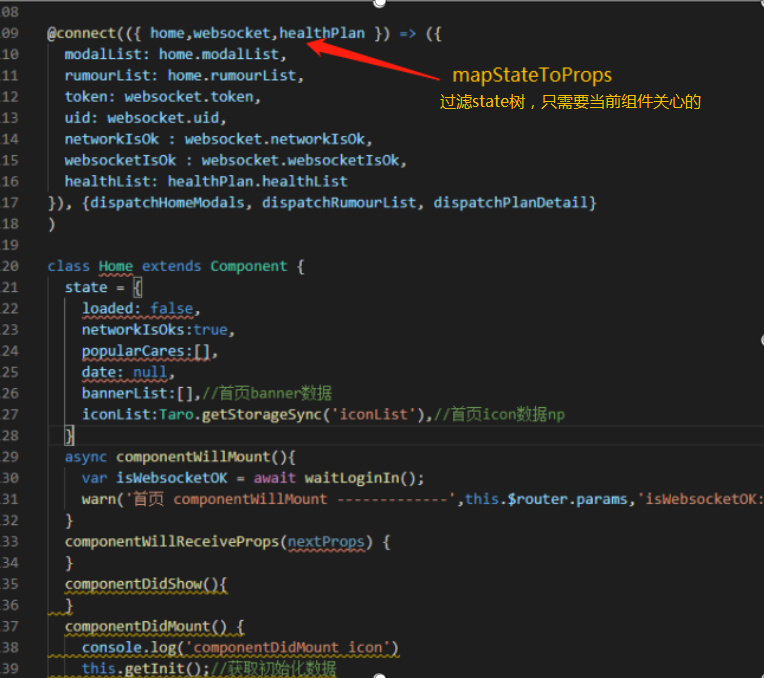 08
09 @connect(({ home,websocket,healthPlan }) => ({
10 modalList: home.modalList,
11 rumourList: home.rumourList,
mapStateToProps
12 token: websocket.token,
过滤state树，只需要当前组件关心的
13 uid: websocket.uid,
14 networkIsOk : websocket.networkIsOk,
15 websocketIsOk : websocket.websocketIsOk,
16 healthList: healthPlan.healthList
17 }), {dispatchHomeModals, dispatchRumourList, dispatchPlanDetail}
18 )
19
20 class Home extends Component {
21 state = {
22 loaded: false,
23 networkIsOks:true,
24 popularCares:[],
25 date: null,
26 bannerList:[],//首页banner数据
27 iconList:Taro.getStorageSync('iconList'),//首页icon数据np
28 }
29 async componentWillMount(){
30 var isWebsocketOK = await waitLoginIn();
31 warn('首页 componentWillMount -------------',this.$router.params,'isWebsocketOK:
32 }
33 componentWillReceiveProps(nextProps) {
}
35 componentDidShow(){
36 }
37 componentDidMount() {
38 console.log('componentDidMount icon')
39 this.getInit();//获取初始化数据